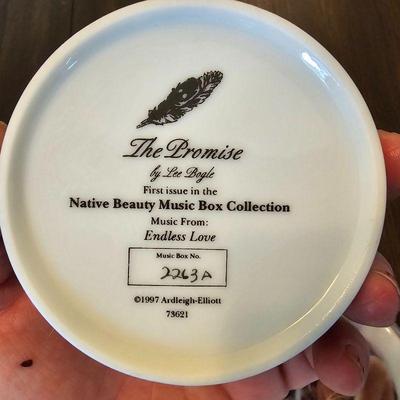 The Promise
by Lee Bogle
First issue in the
Native Beauty Music Box Collection
Music From:
Endless Love
Music Box No.
2263A
©1997 Ardleigh-Elliott
73621